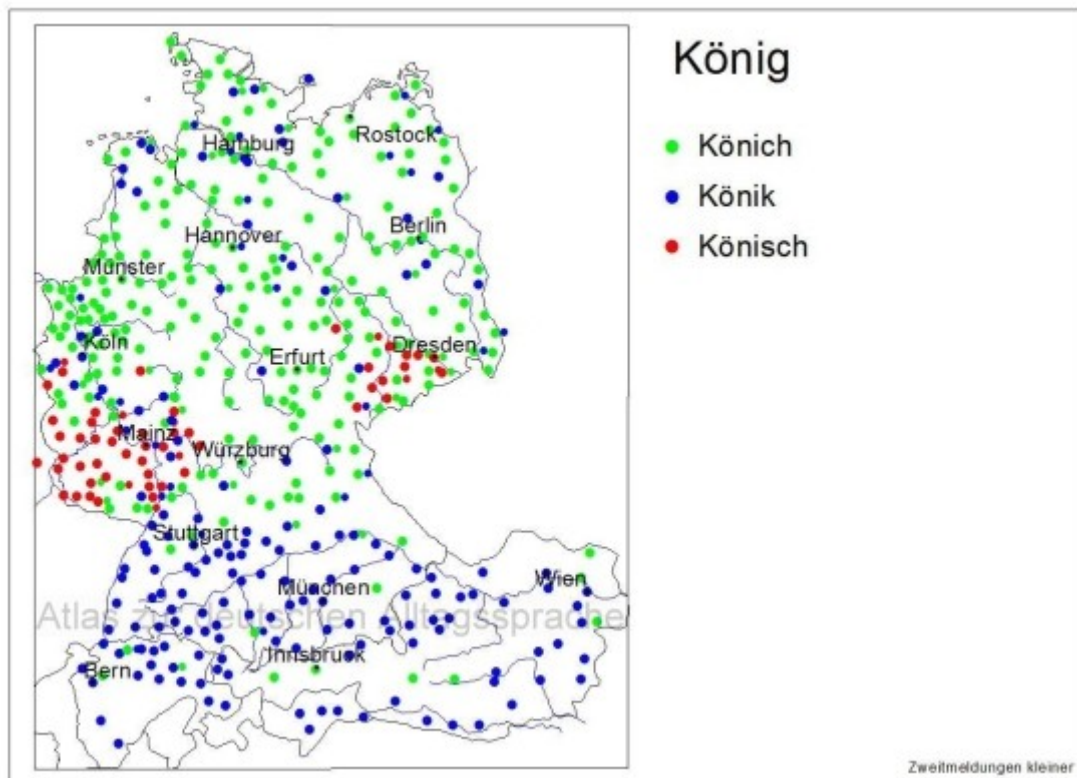 König
Könich
Könik
Könisch
Hamburg
Rostock
Berlin
Hannover
Münster
Köln
Erfurt
Dresden
Mainz
Würzburg
Stuttgart
München
Wien
Atlas zur deutschen Alltagssprache
Innsbruck
Bern
Zweitmeldungen kleiner